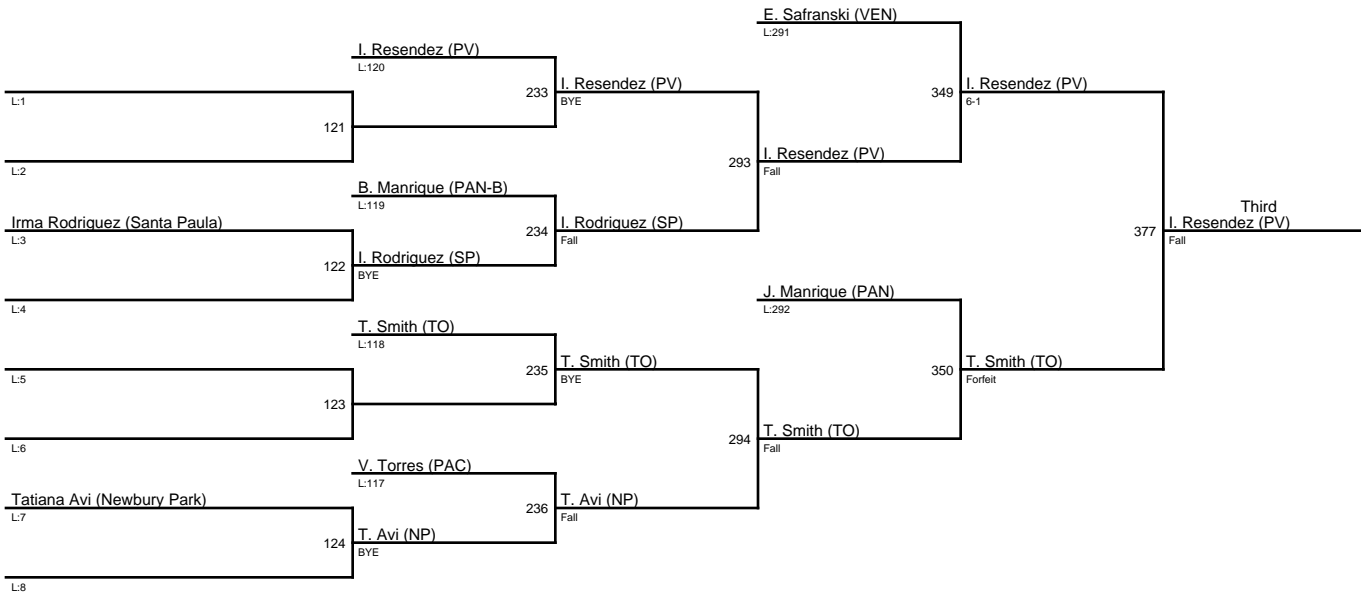 E. Safranski (VEN)
L:291
I. Resendez (PV)
L:120
233
I. Resendez (PV)
BYE
349
I. Resendez (PV)
6-1
L:1
121
L:2
293
I. Resendez (PV)
Fall
B. Manrique (PAN-B)
L:119
Irma Rodriguez (Santa Paula)
L:3
234
I. Rodriguez (SP)
Fall
377
Third
I. Resendez (PV)
Fall
122
I. Rodriguez (SP)
BYE
L:4
J. Manrique (PAN)
L:292
T. Smith (TO)
L:118
L:5
235
T. Smith (TO)
BYE
350
T. Smith (TO)
Forfeit
123
L:6
294
T. Smith (TO)
Fall
V. Torres (PAC)
L:117
Tatiana Avi (Newbury Park)
L:7
236
T. Avi (NP)
Fall
124
T. Avi (NP)
BYE
L:8